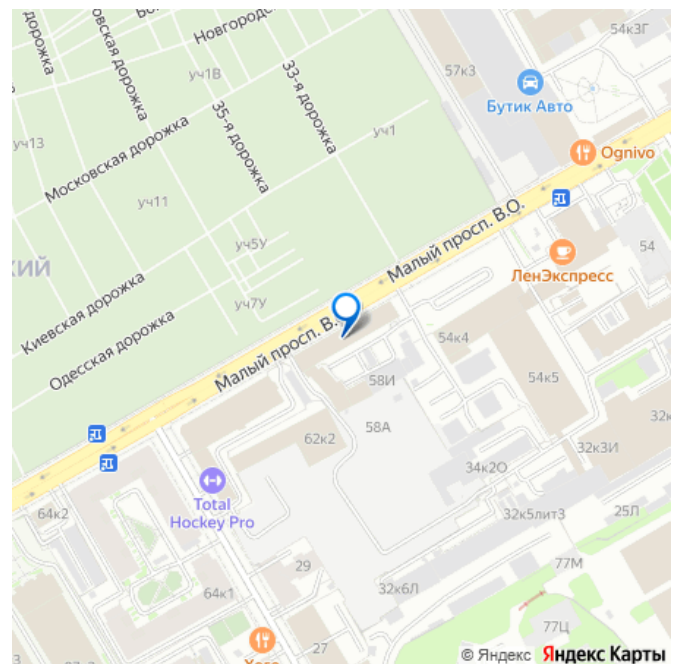 Новгородс
54к3Г
57к3
Бутик Авто
овская дорожка
уч1В
33-я дорожка
35-я дорожка
уч1
Ognivo
уч13
Московская дорожка
уч11
Малый просп. В.О.
54
уч5У
ЛенЭкспресс
КИЙ
Киевская дорожка
уч7У
Одесская дорожка
Малый просп. В.
54к4
58И
54к5
58А
62к2
32к
32к3И
34к2О
Total
Hockey Pro
64к2
32к5лит3
25Л
29
77М
64к1
32к6Л
77Ц
27
© Яндекс Яндекс Карты